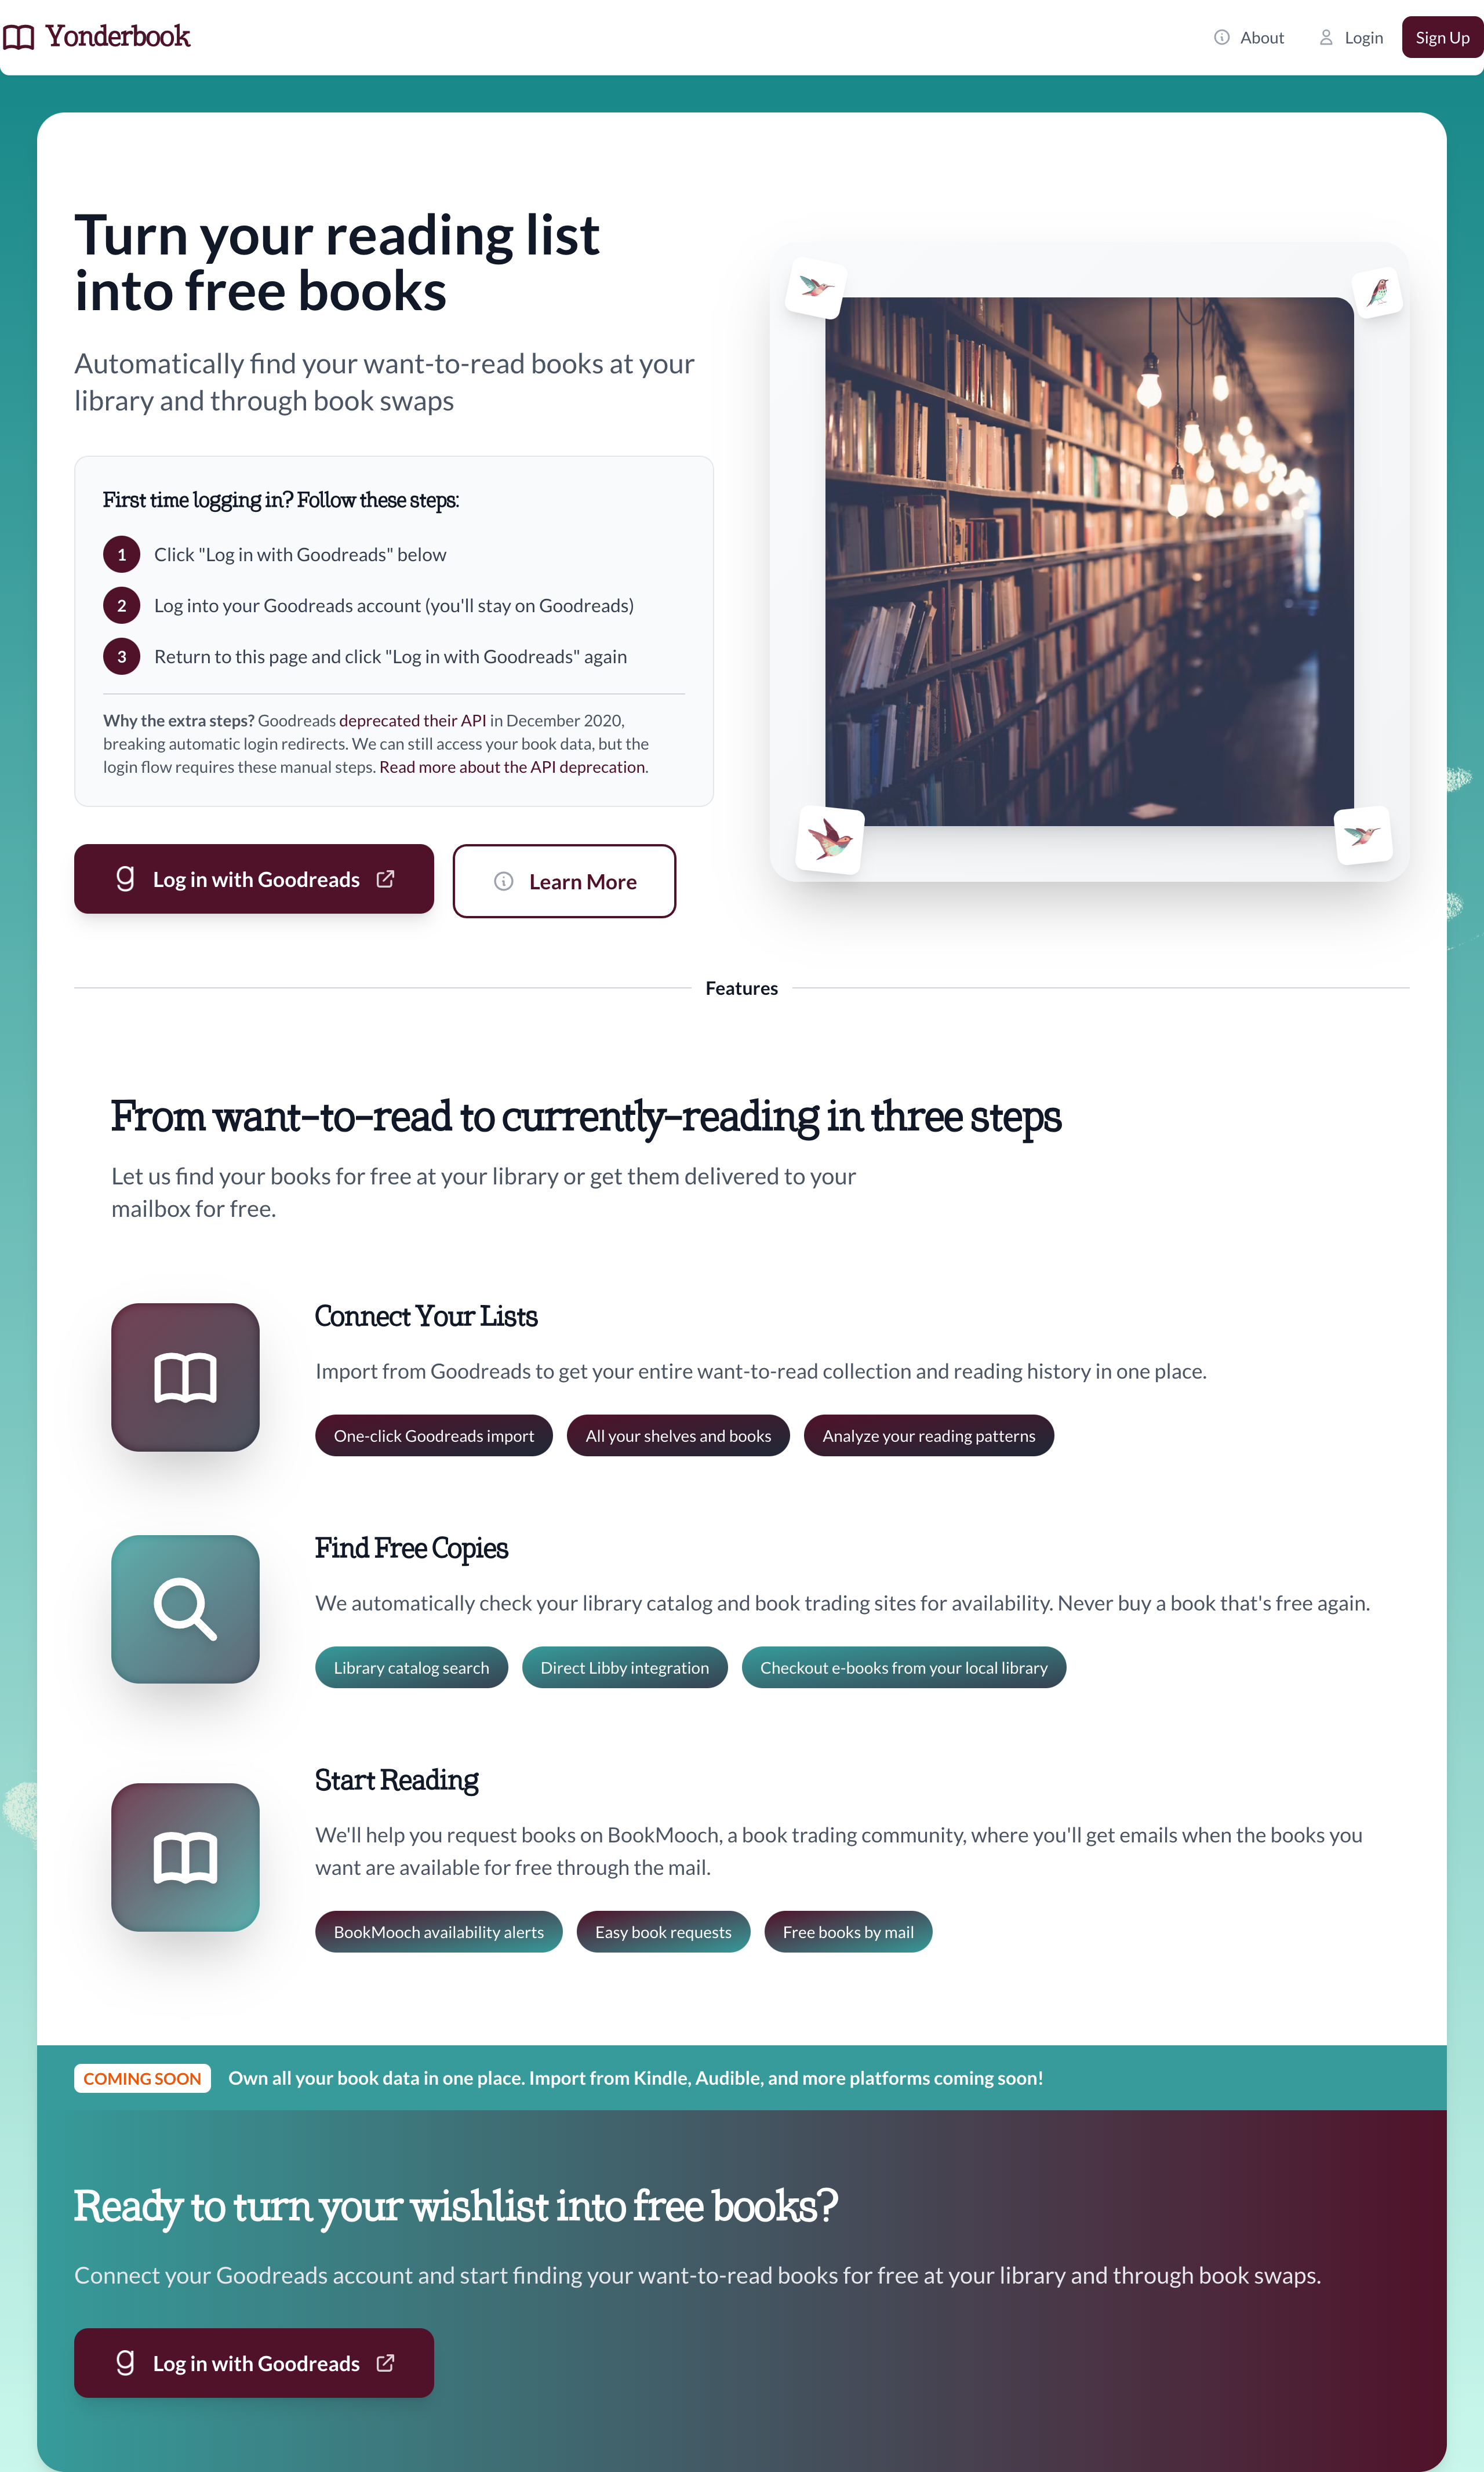 Yonderbook
About
Login
Sign Up
Turn your reading list
into free books
Automatically find your want-to-read books at your
library and through book swaps
First time logging in? Follow these steps:
1 Click "Log in with Goodreads" below
2 Log into your Goodreads account (you'll stay on Goodreads)
3 Return to this page and click "Log in with Goodreads" again
Why the extra steps? Goodreads deprecated their API in December 2020,
breaking automatic login redirects. We can still access your book data, but the
login flow requires these manual steps. Read more about the API deprecation.
g Log in with Goodreads
Learn More
Features
From want-to-read to currently-reading in three steps
Let us find your books for free at your library or get them delivered to your
mailbox for free.
Connect Your Lists
Import from Goodreads to get your entire want-to-read collection and reading history in one place.
One-click Goodreads import
All your shelves and books
Analyze your reading patterns
Find Free Copies
We automatically check your library catalog and book trading sites for availability. Never buy a book that's free again.
Library catalog search
Direct Libby integration
Checkout e-books from your local library
Start Reading
We'll help you request books on BookMooch, a book trading community, where you'll get emails when the books you
want are available for free through the mail.
BookMooch availability alerts
Easy book requests
Free books by mail
COMING SOON
Own all your book data in one place. Import from Kindle, Audible, and more platforms coming soon!
Ready to turn your wishlist into free books?
Connect your Goodreads account and start finding your want-to-read books for free at your library and through book swaps.
g Log in with Goodreads